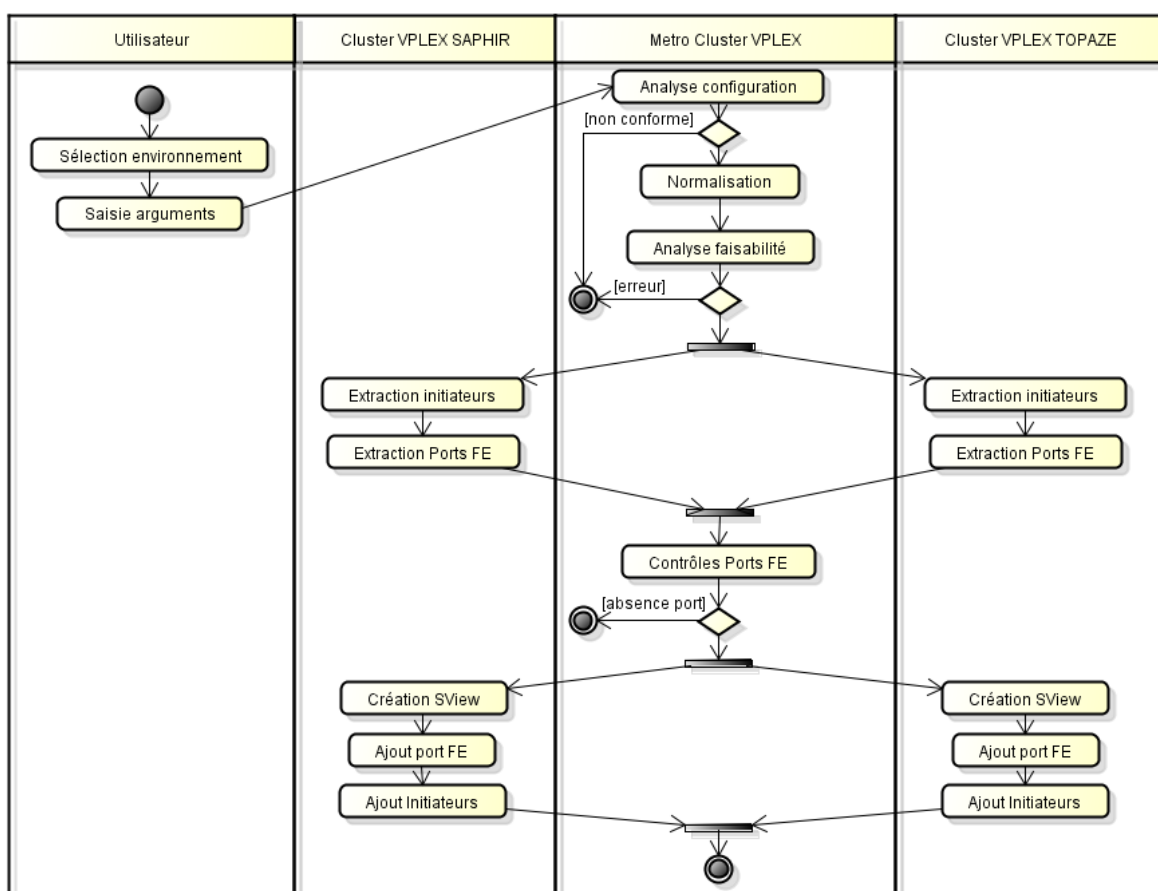 Utilisateur
Cluster VPLEX SAPHIR
Metro Cluster VPLEX
Cluster VPLEX TOPAZE
Analyse configuration
[non conforme]
Sélection environnement
Normalisation
Saisie arguments
Analyse faisabilité
[erreur]
Extraction initiateurs
Extraction initiateurs
Extraction Ports FE
Extraction Ports FE
Contrôles Ports FE
[absence port]
Création SView
Création SView
Ajout port FE
Ajout port FE
Ajout Initiateurs
Ajout Initiateurs